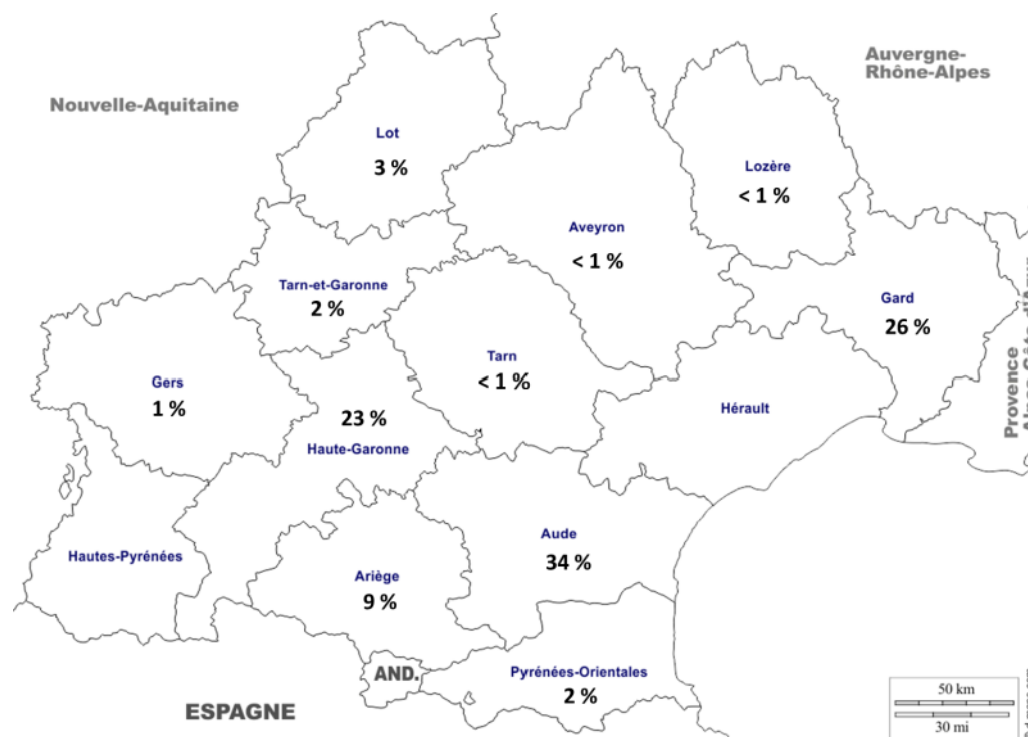 Auvergne-
Rhône-Alpes
Nouvelle-Aquitaine
Lot
3 %
Lozère
< 1 %
Aveyron
< 1 %
Tarn-et-Garonne
2 %
Gard
26 %
Tarn
< 1 %
Gers
1 %
23 %
Haute-Garonne
Hérault
Provence
Hautes-Pyrénées
Aude
34 %
Ariège
9 %
AND.
Pyrénées-Orientales
2 %
ESPAGNE
50 km
30 mi